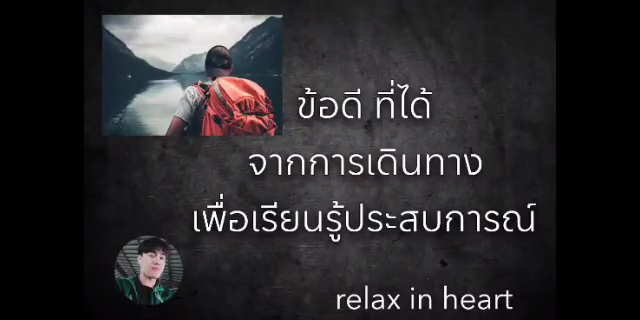 ข้อดี ที่ได้
จากการเดินทาง
เพื่อเรียนรู้ประสบการณ์
relax in heart